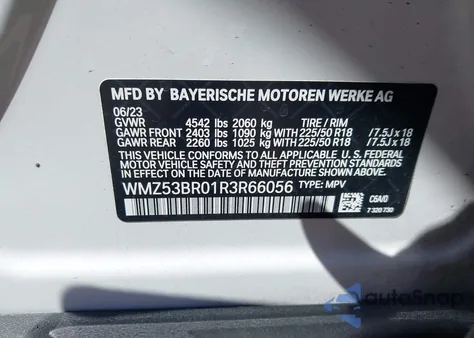 MFD BY BAYERISCHE MOTOREN WERKE AG
06/23
GVWR 4542 lbs 2060 kg TIRE / RIM
GAWR FRONT 2403 lbs 1090 kg WITH 225/50 R18 /7.5J x 18
GAWR REAR 2260 lbs 1025 kg WITH 225/50 R18 /7.5J x 18
THIS VEHICLE CONFORMS TO ALL APPLICABLE U.S. FEDERAL
MOTOR VEHICLE SAFETY, BUMPER, AND THEFT PREVENTION STANDARDS
IN EFFECT ON THE DATE OF MANUFACTURE SHOWN ABOVE.
WMZ53BR01R3R66056 TYPE: MPV
C6A/0
7 320 730
AutoSnap